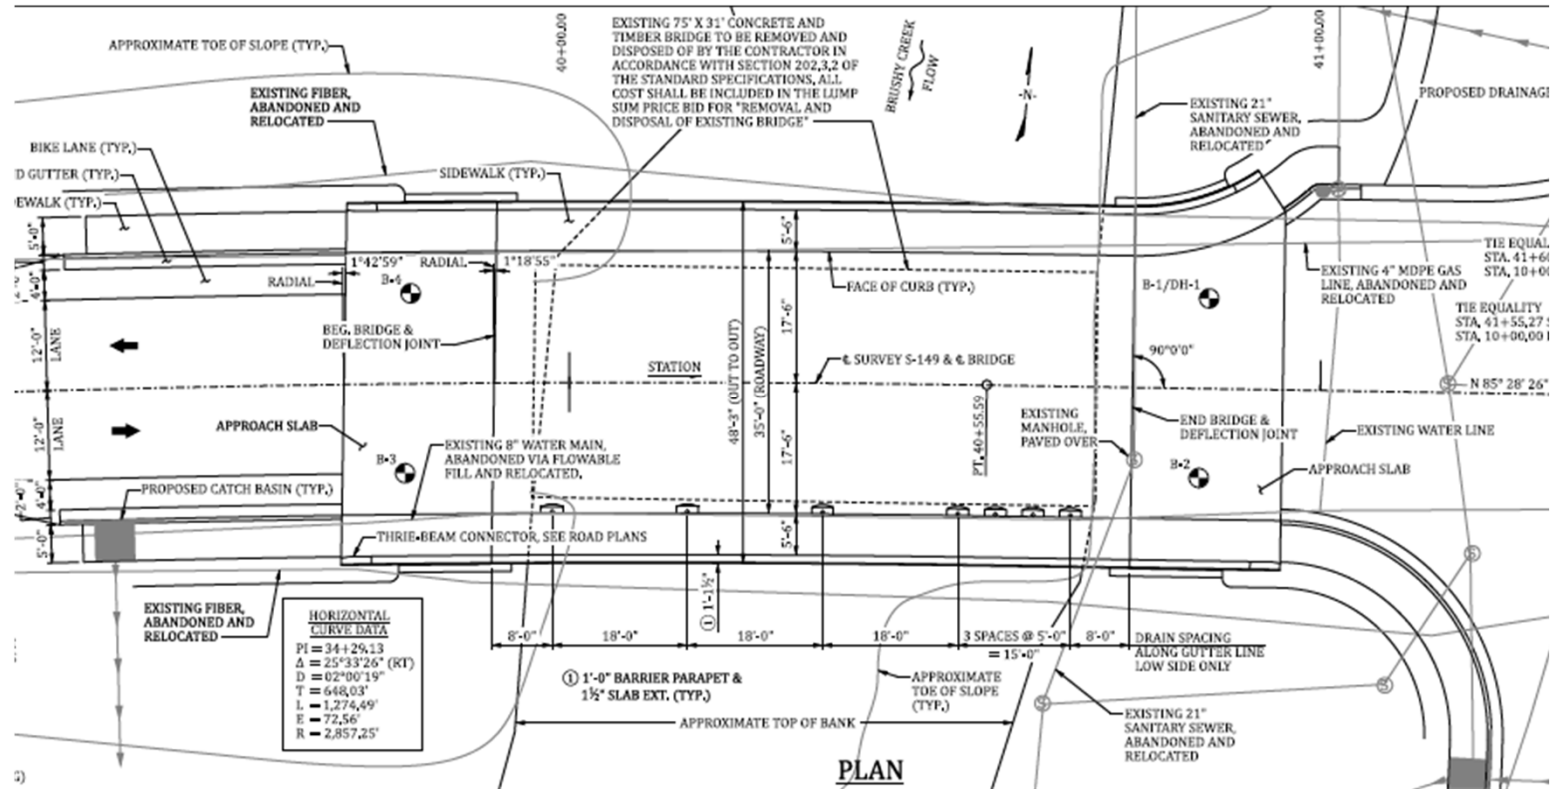 APPROXIMATE TOE OF SLOPE (TYP.)
EXISTING FIBER,
ABANDONED AND
RELOCATED
BIKE LANE (TYP.)
D GUTTER (TYP.)
EWALK (TYP.)
40+00.00
EXISTING 75' X 31' CONCRETE AND
TIMBER BRIDGE TO BE REMOVED AND
DISPOSED OF BY THE CONTRACTOR IN
ACCORDANCE WITH SECTION 202.3.2 OF
THE STANDARD SPECIFICATIONS. ALL
COST SHALL BE INCLUDED IN THE LUMP
SUM PRICE BID FOR "REMOVAL AND
DISPOSAL OF EXISTING BRIDGE"
BRUSHY CREEK
FLOW
-N-
41+00.00
EXISTING 21"
SANITARY SEWER,
ABANDONED AND
RELOCATED
PROPOSED DRAINAG
SIDEWALK (TYP.)
5'-0"
4'-0"
12'-0"
LANE
12'-0"
LANE
4'-0"
2'-0"
5'-0"
1°42'59"
RADIAL
RADIAL
1°18'55"
B-4
BEG. BRIDGE &
DEFLECTION JOINT
FACE OF CURB (TYP.)
STATION
℄ SURVEY S-149 & ℄ BRIDGE
5'-6"
17'-6"
48'-3" (OUT TO OUT)
35'-0" (ROADWAY)
17'-6"
5'-6"
B-1/DH-1
90°0'0"
EXISTING 4" MDPE GAS
LINE, ABANDONED AND
RELOCATED
TIE EQUAL
STA. 41+6
STA. 10+0
TIE EQUALITY
STA. 41+55.27
STA. 10+00.00
N 85° 28' 26"
PT. 40+55.59
EXISTING
MANHOLE,
PAVED OVER
END BRIDGE &
DEFLECTION JOINT
EXISTING WATER LINE
APPROACH SLAB
B-2
APPROACH SLAB
B-3
EXISTING 8" WATER MAIN,
ABANDONED VIA FLOWABLE
FILL AND RELOCATED.
PROPOSED CATCH BASIN (TYP.)
THRIE-BEAM CONNECTOR, SEE ROAD PLANS
EXISTING FIBER,
ABANDONED AND
RELOCATED
HORIZONTAL
CURVE DATA
PI = 34+29.13
Δ = 25°33'26" (RT)
D = 02°00'19"
T = 648.03'
L = 1,274.49'
E = 72.56'
R = 2,857.25'
① 1'-1½"
8'-0"
18'-0"
18'-0"
18'-0"
3 SPACES @ 5'-0"
= 15'-0"
8'-0"
DRAIN SPACING
ALONG GUTTER LINE
LOW SIDE ONLY
① 1'-0" BARRIER PARAPET &
1½" SLAB EXT. (TYP.)
APPROXIMATE
TOE OF SLOPE
(TYP.)
APPROXIMATE TOP OF BANK
EXISTING 21"
SANITARY SEWER,
ABANDONED AND
RELOCATED
PLAN